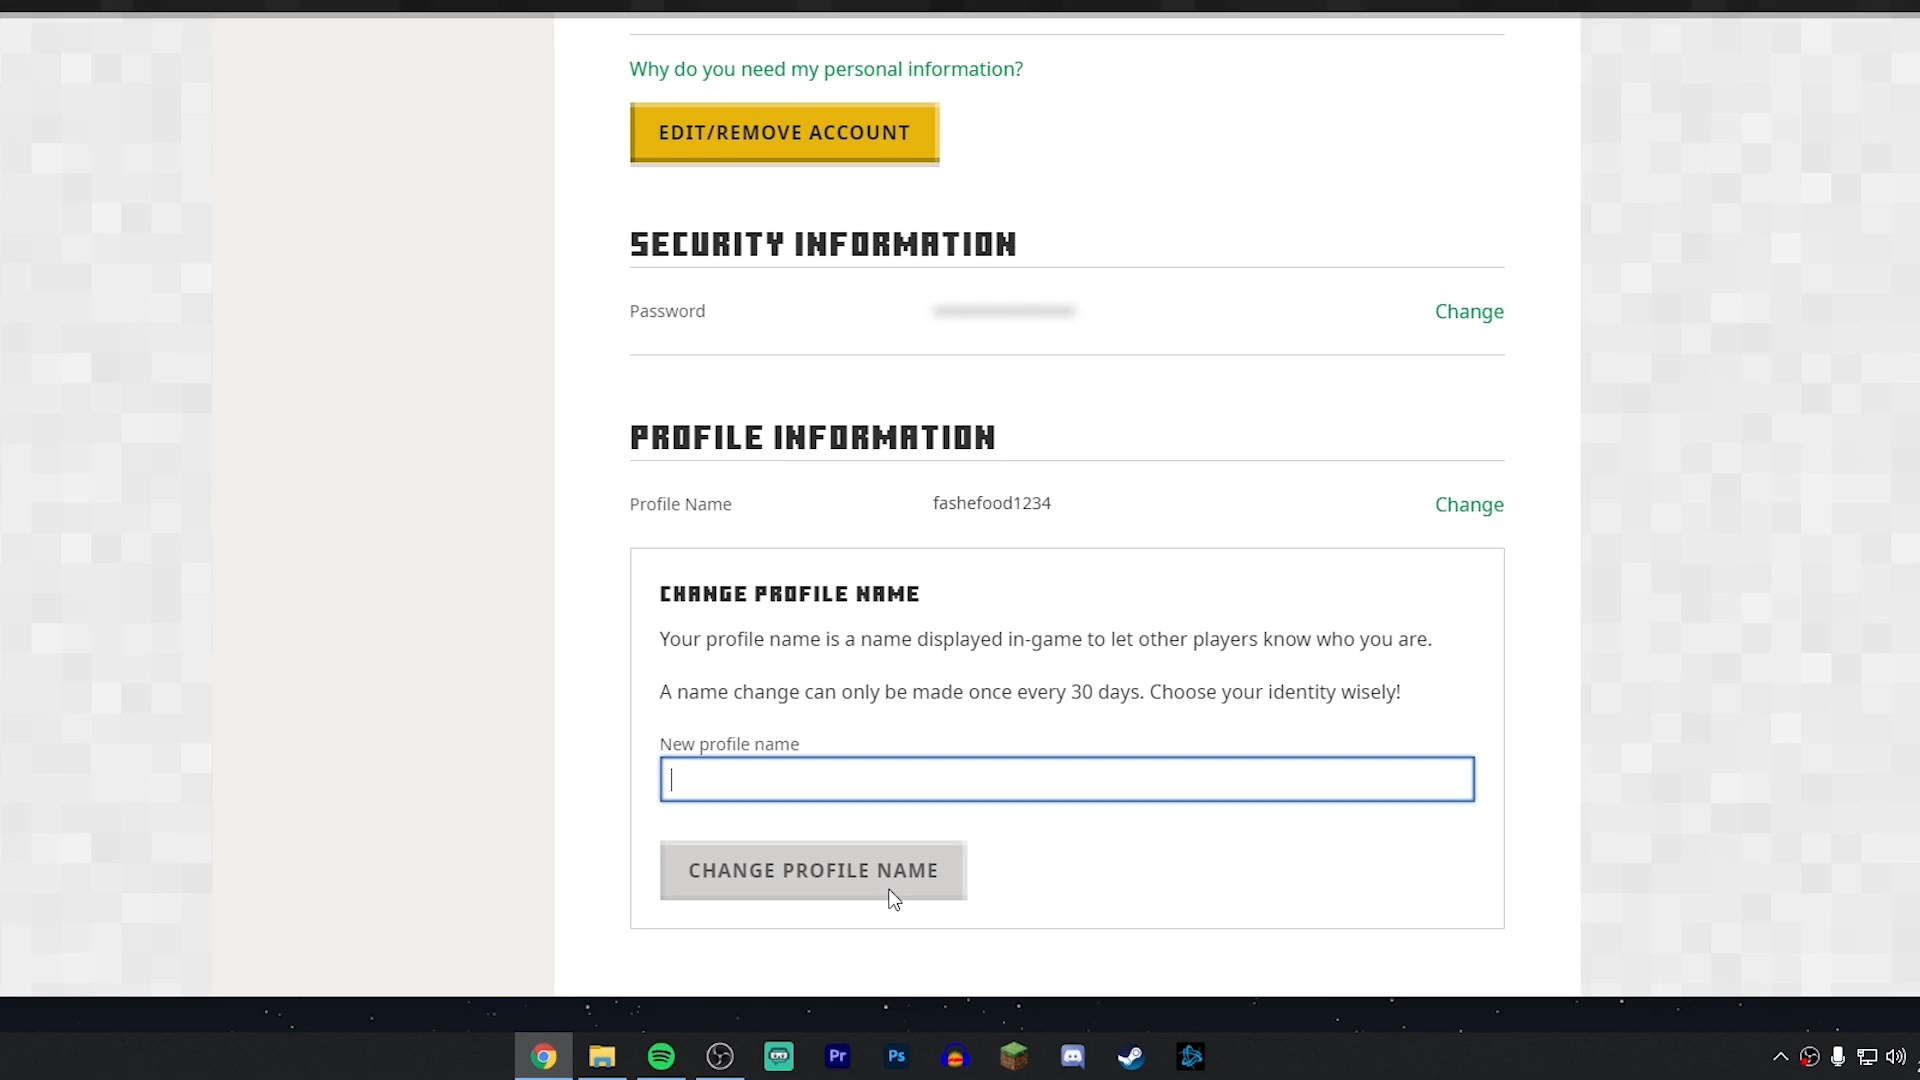 Why do you need my personal information?
EDIT/REMOVE ACCOUNT
SECURITY INFORMATION
Password
Change
PROFILE INFORMATION
Profile Name fashefood1234 Change
CHANGE PROFILE NAME
Your profile name is a name displayed in-game to let other players know who you are.
A name change can only be made once every 30 days. Choose your identity wisely!
New profile name
CHANGE PROFILE NAME
Pr Ps